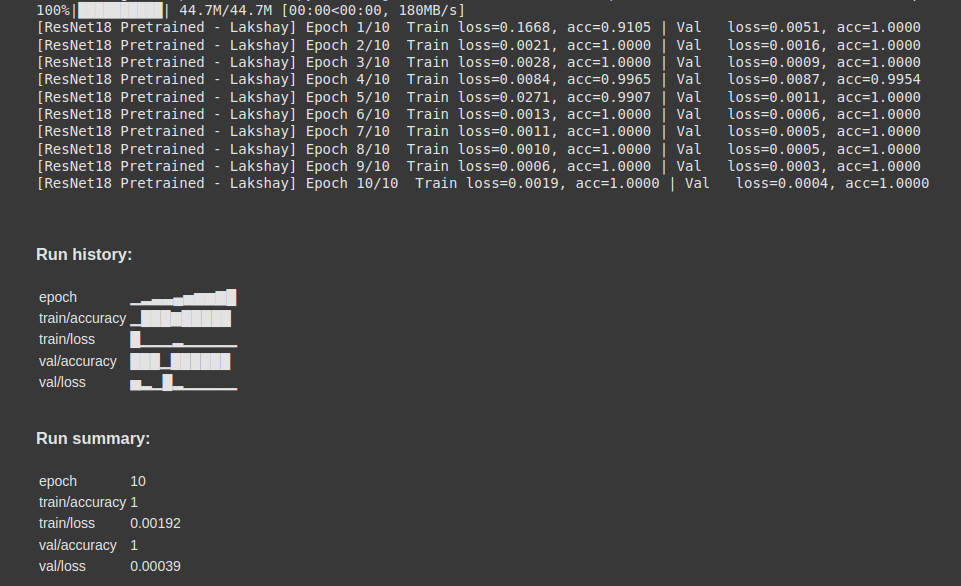 100%|██████████| 44.7M/44.7M [00:00<00:00, 180MB/s]
[ResNet18 Pretrained - Lakshay] Epoch 1/10  Train loss=0.1668, acc=0.9105 | Val   loss=0.0051, acc=1.0000
[ResNet18 Pretrained - Lakshay] Epoch 2/10  Train loss=0.0021, acc=1.0000 | Val   loss=0.0016, acc=1.0000
[ResNet18 Pretrained - Lakshay] Epoch 3/10  Train loss=0.0028, acc=1.0000 | Val   loss=0.0009, acc=1.0000
[ResNet18 Pretrained - Lakshay] Epoch 4/10  Train loss=0.0084, acc=0.9965 | Val   loss=0.0087, acc=0.9954
[ResNet18 Pretrained - Lakshay] Epoch 5/10  Train loss=0.0271, acc=0.9907 | Val   loss=0.0011, acc=1.0000
[ResNet18 Pretrained - Lakshay] Epoch 6/10  Train loss=0.0013, acc=1.0000 | Val   loss=0.0006, acc=1.0000
[ResNet18 Pretrained - Lakshay] Epoch 7/10  Train loss=0.0011, acc=1.0000 | Val   loss=0.0005, acc=1.0000
[ResNet18 Pretrained - Lakshay] Epoch 8/10  Train loss=0.0010, acc=1.0000 | Val   loss=0.0005, acc=1.0000
[ResNet18 Pretrained - Lakshay] Epoch 9/10  Train loss=0.0006, acc=1.0000 | Val   loss=0.0003, acc=1.0000
[ResNet18 Pretrained - Lakshay] Epoch 10/10  Train loss=0.0019, acc=1.0000 | Val   loss=0.0004, acc=1.0000
Run history:
epoch
train/accuracy
train/loss
val/accuracy
val/loss
Run summary:
epoch 10
train/accuracy 1
train/loss 0.00192
val/accuracy 1
val/loss 0.00039